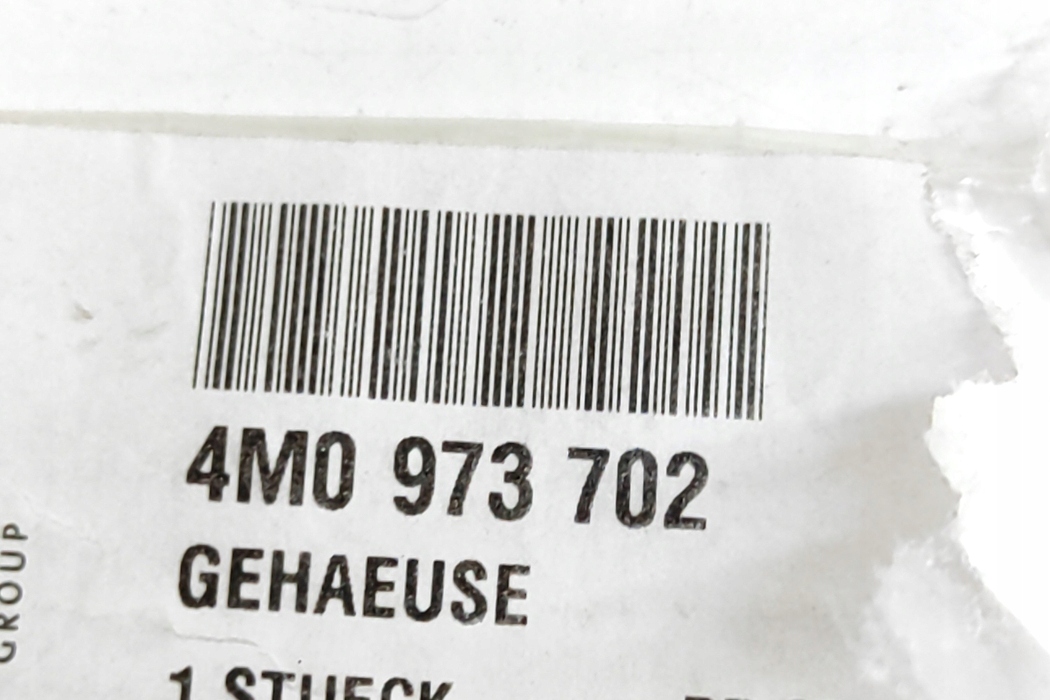 4M0 973 702
GEHAEUSE
1 STUECK
GROUP